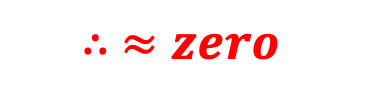 ∴ ≈ zero